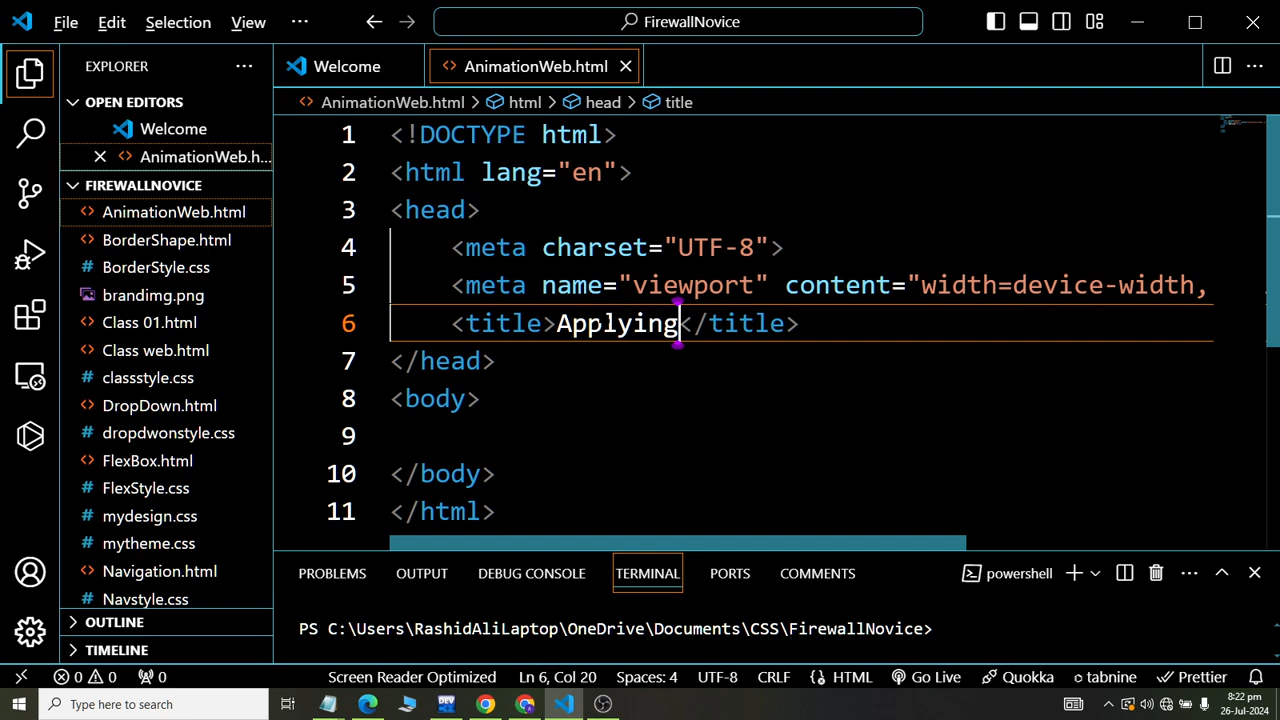 File Edit Selection View ··· FirewallNovice
EXPLORER ···
OPEN EDITORS
Welcome
AnimationWeb.h...
FIREWALLNOVICE
AnimationWeb.html
BorderShape.html
BorderStyle.css
brandimg.png
Class 01.html
Class web.html
classstyle.css
DropDown.html
dropdwonstyle.css
FlexBox.html
FlexStyle.css
mydesign.css
mytheme.css
Navigation.html
Navstyle.css
OUTLINE
TIMELINE
Welcome AnimationWeb.html
AnimationWeb.html > html > head > title
1 <!DOCTYPE html>
2 <html lang="en">
3 <head>
4 <meta charset="UTF-8">
5 <meta name="viewport" content="width=device-width,
6 <title>Applying</title>
7 </head>
8 <body>
9
10 </body>
11 </html>
PROBLEMS OUTPUT DEBUG CONSOLE TERMINAL PORTS COMMENTS powershell
PS C:\Users\RashidAliLaptop\OneDrive\Documents\CSS\FirewallNovice>
0 0 0 Screen Reader Optimized Ln 6, Col 20 Spaces: 4 UTF-8 CRLF HTML Go Live Quokka tabnine Prettier
Type here to search DEV 8:22 pm
26-Jul-2024